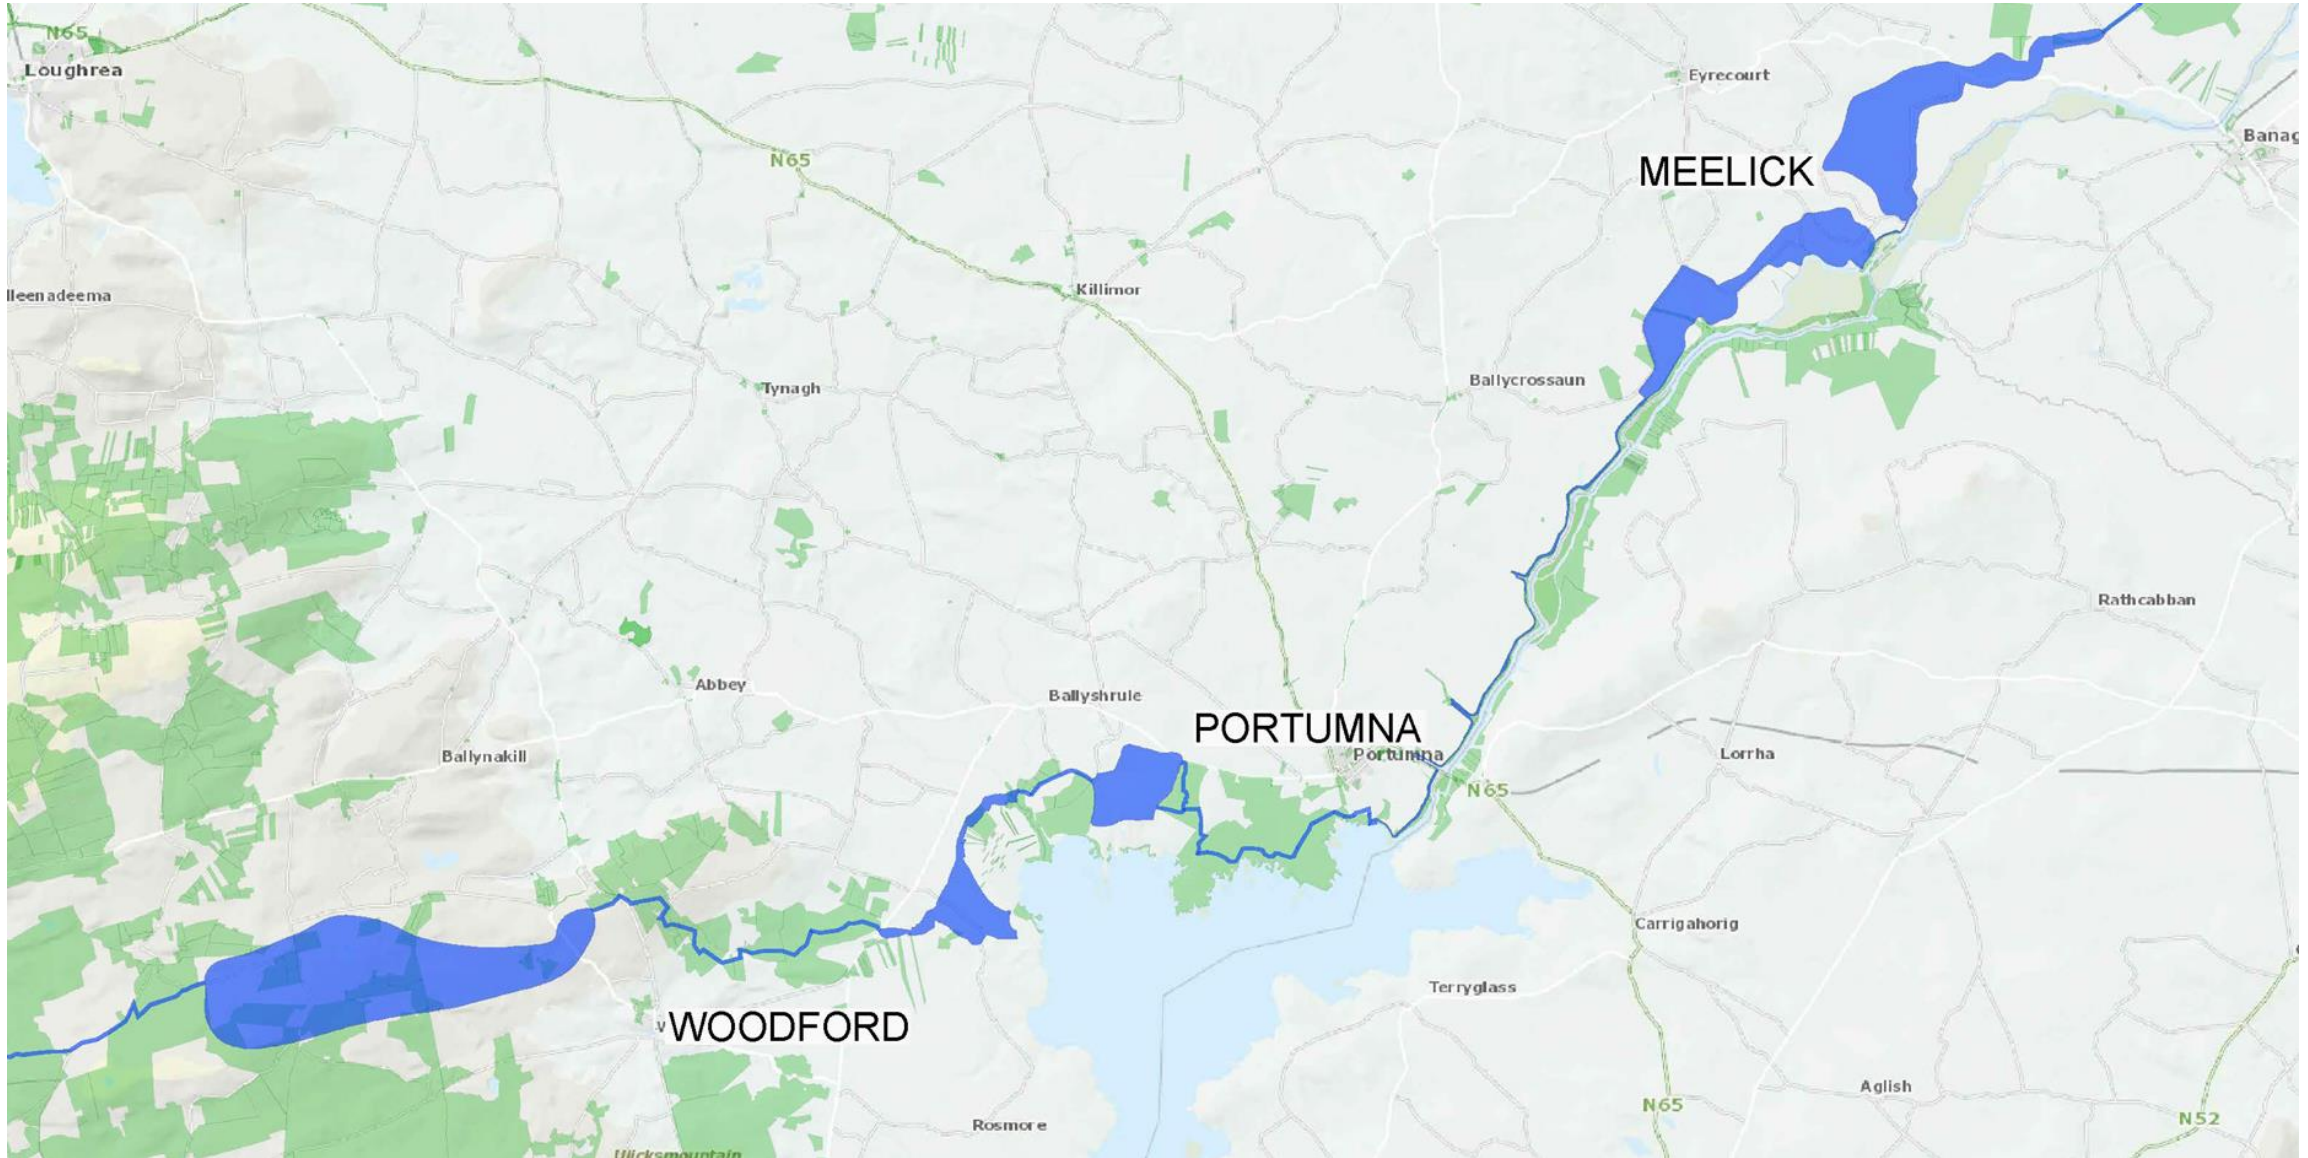 N65
Loughrea
Eyrecourt
Banag
N65
MEELICK
lleenadeema
Killimor
Tynagh
Ballycrossaun
Rathcabban
Abbey
Ballyshrule
PORTUMNA
Portumna
Ballynakill
Lorrha
N65
Carrigahorig
Terryglass
WOODFORD
Aglish
N65
N52
Rosmore